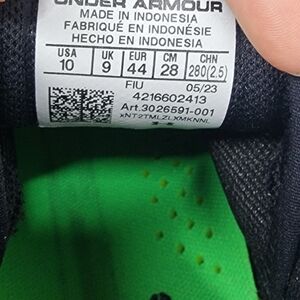 UNDER ARMOUR
MADE IN INDONESIA
FABRIQUÉ EN INDONÉSIE
HECHO EN INDONESIA
USA UK EUR CM CHN
10 9 44 28 280(2.5)
FIU 05/23
4216602413
Art.3026591-001
xNT2TMLZLXMKNNL